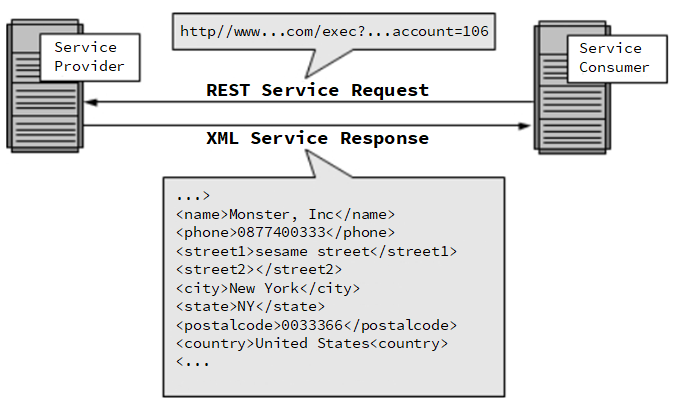 http//www...com/exec?...account=106
Service
Provider
Service
Consumer
REST Service Request
XML Service Response
...>
<name>Monster, Inc</name>
<phone>0877400333</phone>
<street1>sesame street</street1>
<street2></street2>
<city>New York</city>
<state>NY</state>
<postalcode>0033366</postalcode>
<country>United States<country>
<...